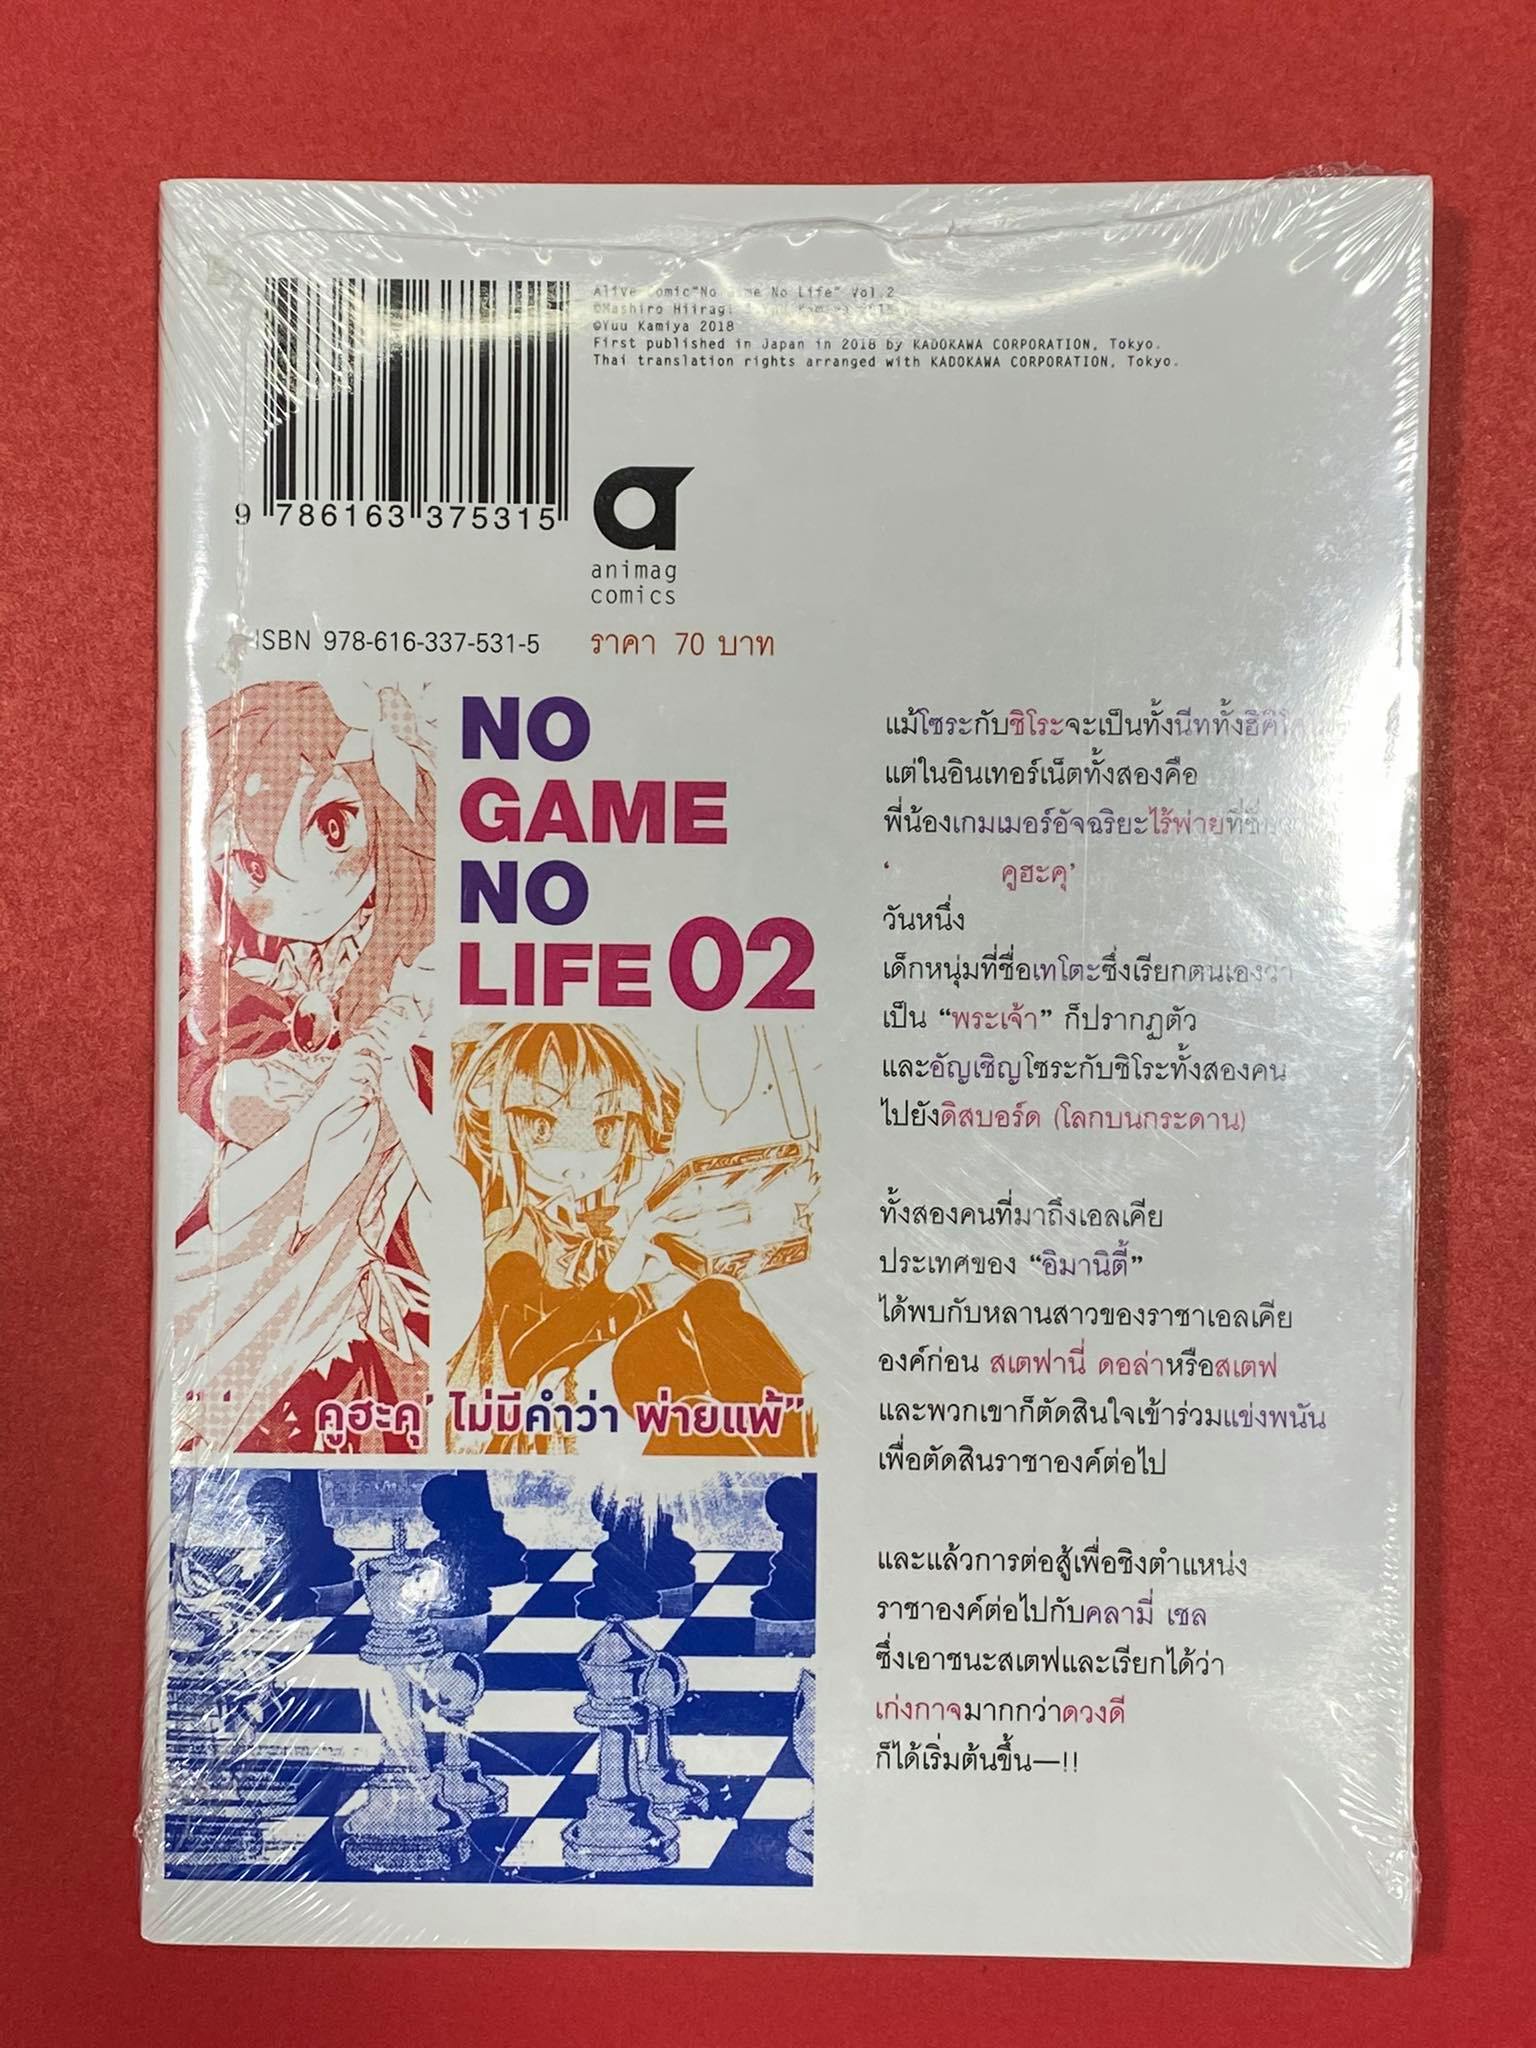 Alive Comic"No Game No Life" Vol.2
©Mashiro Hiiragi
©Yuu Kamiya 2018
First published in Japan in 2018 by KADOKAWA CORPORATION, Tokyo.
Thai translation rights arranged with KADOKAWA CORPORATION, Tokyo.
9 786163 375315
animag
comics
ISBN 978-616-337-531-5
ราคา 70 บาท
NO
GAME
NO
LIFE 02
“‘ คูฮะคุ’ ไม่มีคำว่า พ่ายแพ้”
แม้โซระกับชิโระจะเป็นทั้งนีททั้งฮิคิโค
แต่ในอินเทอร์เน็ตทั้งสองคือ
พี่น้องเกมเมอร์อัจฉริยะไร้พ่ายที่ชื่อ
‘ คูฮะคุ’
วันหนึ่ง
เด็กหนุ่มที่ชื่อเทโตะซึ่งเรียกตนเองว่า
เป็น “พระเจ้า” ก็ปรากฏตัว
และอัญเชิญโซระกับชิโระทั้งสองคน
ไปยังดิสบอร์ด (โลกบนกระดาน)
ทั้งสองคนที่มาถึงเอลเคีย
ประเทศของ “อิมานิตี้”
ได้พบกับหลานสาวของราชาเอลเคีย
องค์ก่อน สเตฟานี่ ดอล่าหรือสเตฟ
และพวกเขาก็ตัดสินใจเข้าร่วมแข่งพนัน
เพื่อตัดสินราชาองค์ต่อไป
และแล้วการต่อสู้เพื่อชิงตำแหน่ง
ราชาองค์ต่อไปกับคลามี่ เซล
ซึ่งเอาชนะสเตฟและเรียกได้ว่า
เก่งกาจมากกว่าดวงดี
ก็ได้เริ่มต้นขึ้น—!!